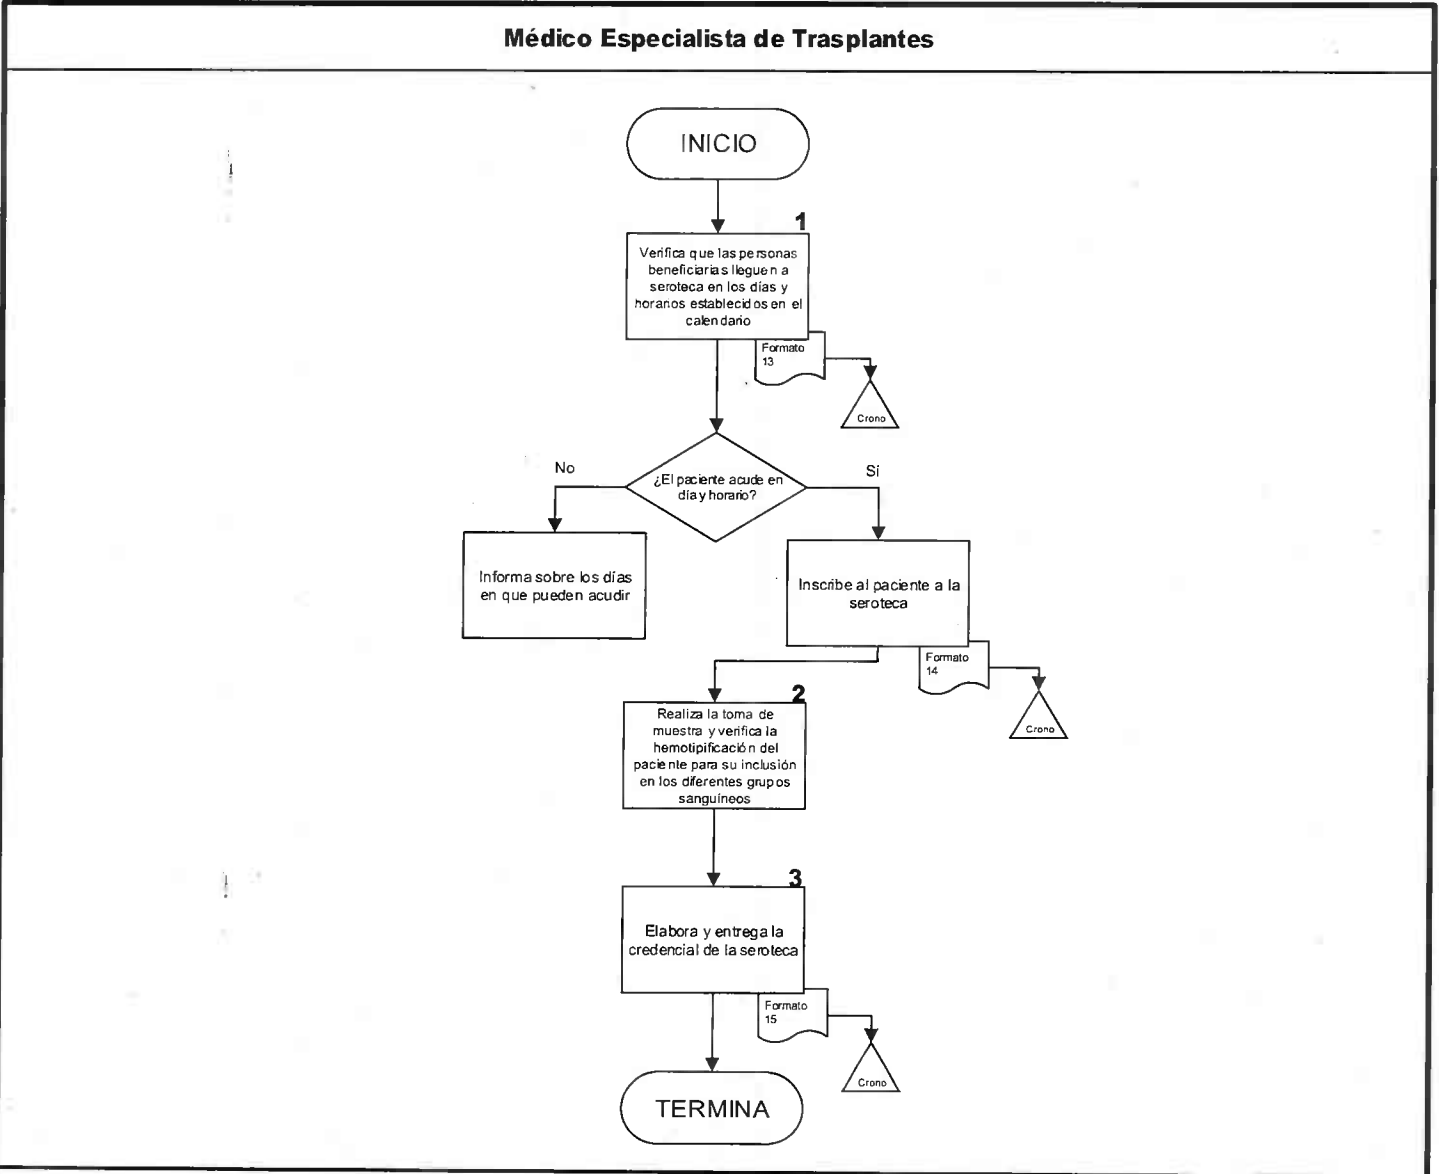 Médico Especialista de Trasplantes
INICIO
1
Verifica que las personas
beneficiarias lleguen a
seroteca en los días y
horarios establecidos en el
calendario
Formato
13
Crono
¿El paciente acude en
día y horario?
No
Sí
Informa sobre los días
en que pueden acudir
Inscribe al paciente a la
seroteca
Formato
14
Crono
2
Realiza la toma de
muestra y verifica la
hemotipificación del
paciente para su inclusión
en los diferentes grupos
sanguíneos
3
Elabora y entrega la
credencial de la seroteca
Formato
15
Crono
TERMINA